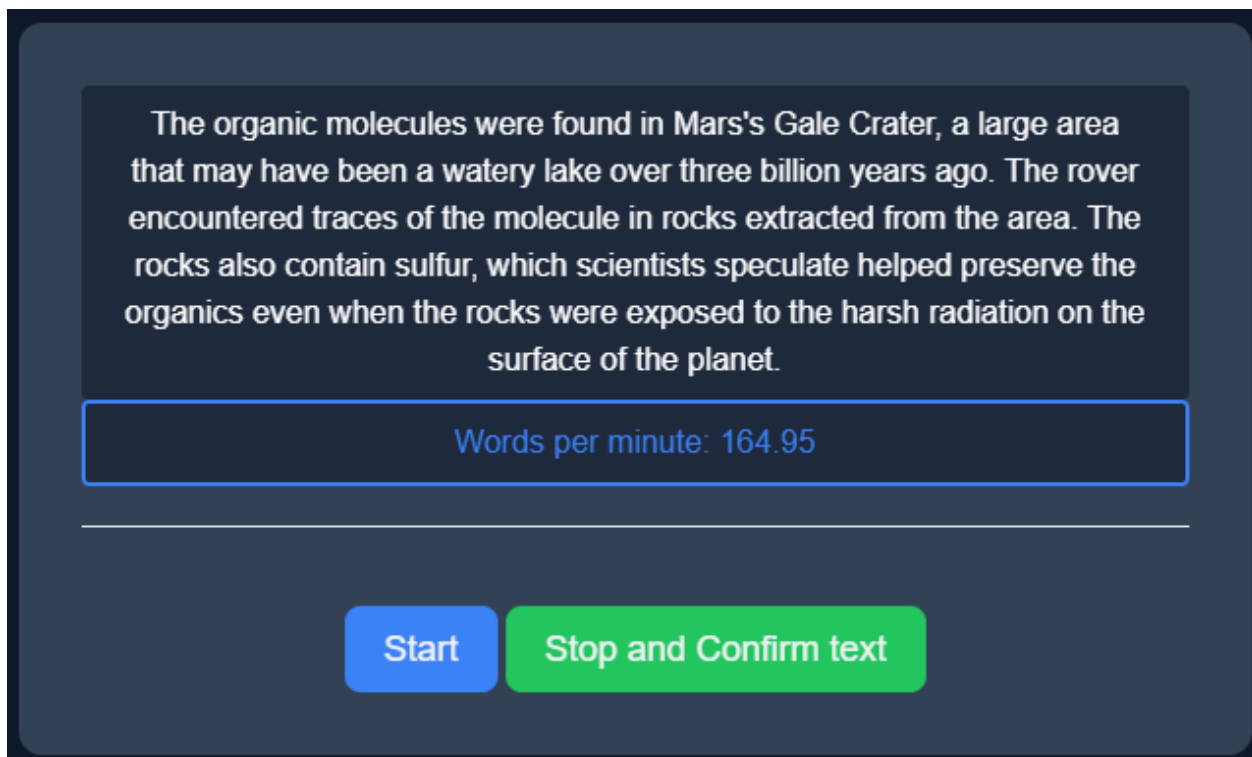 The organic molecules were found in Mars's Gale Crater, a large area
that may have been a watery lake over three billion years ago. The rover
encountered traces of the molecule in rocks extracted from the area. The
rocks also contain sulfur, which scientists speculate helped preserve the
organics even when the rocks were exposed to the harsh radiation on the
surface of the planet.
Words per minute: 164.95
Start
Stop and Confirm text